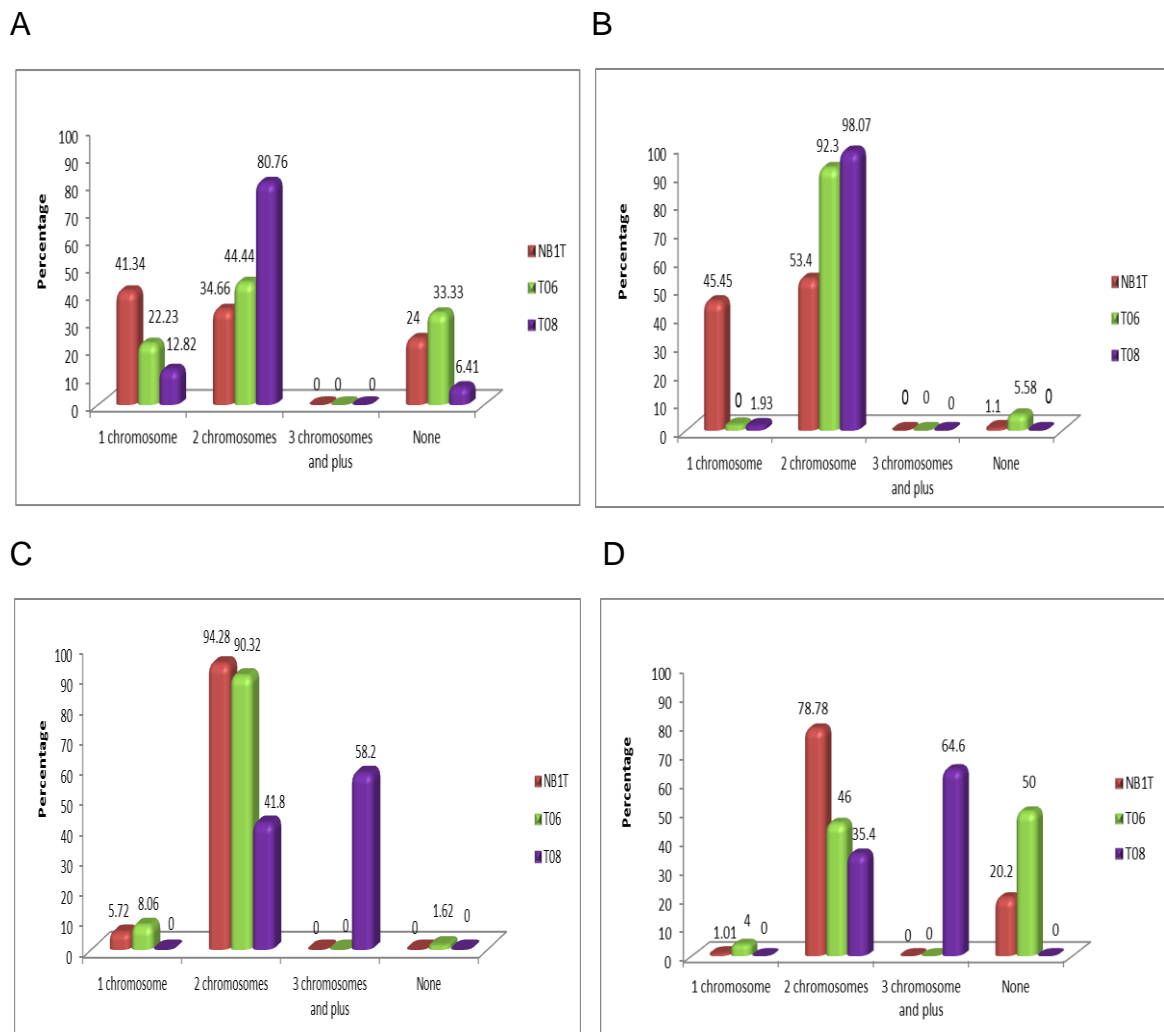 A
Percentage
100
90
80
70
60
50
40
30
20
10
0
41.34
22.23
12.82
34.66
44.44
80.76
0 0 0
24
33.33
6.41
1 chromosome 2 chromosomes 3 chromosomes None
and plus
NB1T
T06
T08
B
Percentage
100
90
80
70
60
50
40
30
20
10
0
45.45
0
1.93
53.4
92.3
98.07
0 0 0
1.1
5.58
0
1 chromosome 2 chromosome 3 chromosomes None
and plus
NB1T
T06
T08
C
Percentage
100
90
80
70
60
50
40
30
20
10
0
5.72
8.06
0
94.28
90.32
41.8
0 0
58.2
0
1.62
0
1 chromosome 2 chromosomes 3 chromosomes None
and plus
NB1T
T06
T08
D
Percentage
100
90
80
70
60
50
40
30
20
10
0
1.01
4
0
78.78
46
35.4
0 0
64.6
20.2
50
0
1 chromosome 2 chromosomes 3 chromosome None
and plus
NB1T
T06
T08